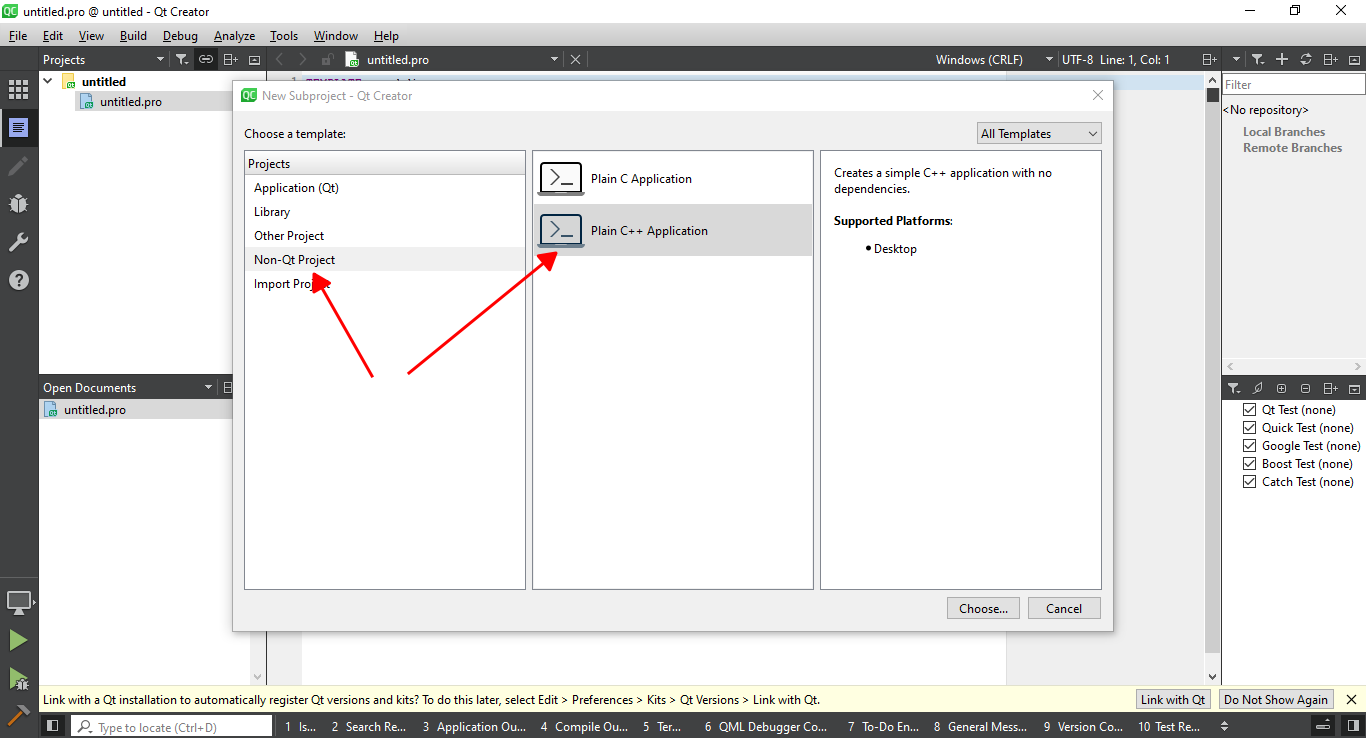 untitled.pro @ untitled - Qt Creator
File Edit View Build Debug Analyze Tools Window Help
Projects
untitled.pro
Windows (CRLF)
UTF-8 Line: 1, Col: 1
untitled
untitled.pro
New Subproject - Qt Creator
Choose a template:
All Templates
Projects
Application (Qt)
Library
Other Project
Non-Qt Project
Import Project
Plain C Application
Plain C++ Application
Creates a simple C++ application with no
dependencies.
Supported Platforms:
• Desktop
Choose...
Cancel
Filter
<No repository>
Local Branches
Remote Branches
Open Documents
untitled.pro
Qt Test (none)
Quick Test (none)
Google Test (none)
Boost Test (none)
Catch Test (none)
Link with a Qt installation to automatically register Qt versions and kits? To do this later, select Edit > Preferences > Kits > Qt Versions > Link with Qt.
Link with Qt
Do Not Show Again
Type to locate (Ctrl+D)
1 Is... 2 Search Re... 3 Application Ou... 4 Compile Ou... 5 Ter... 6 QML Debugger Co... 7 To-Do En... 8 General Mess... 9 Version Co... 10 Test Re...